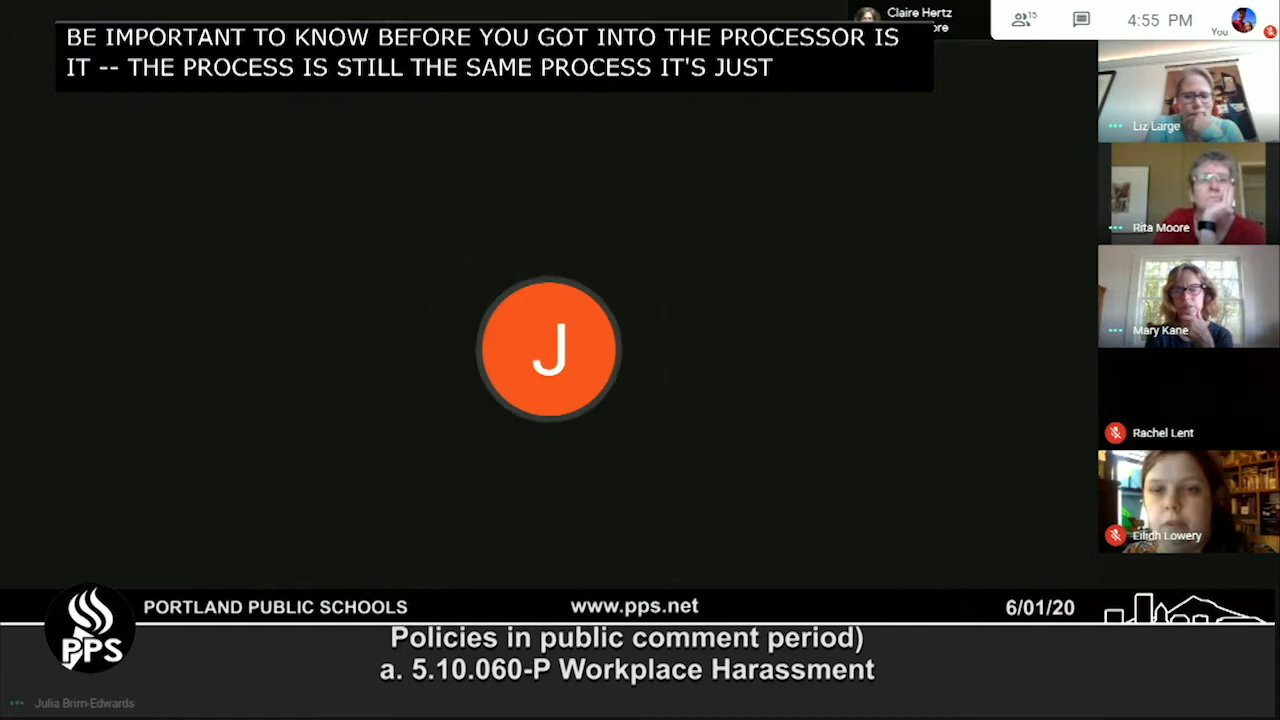 BE IMPORTANT TO KNOW BEFORE YOU GOT INTO THE PROCESSOR IS
IT -- THE PROCESS IS STILL THE SAME PROCESS IT'S JUST
Claire Hertz
ore
15
4:55 PM
You
Liz Large
Rita Moore
Mary Kane
Rachel Lent
Eilidh Lowery
J
PPS
PORTLAND PUBLIC SCHOOLS
www.pps.net
6/01/20
Policies in public comment period)
a. 5.10.060-P Workplace Harassment
Julia Brim-Edwards